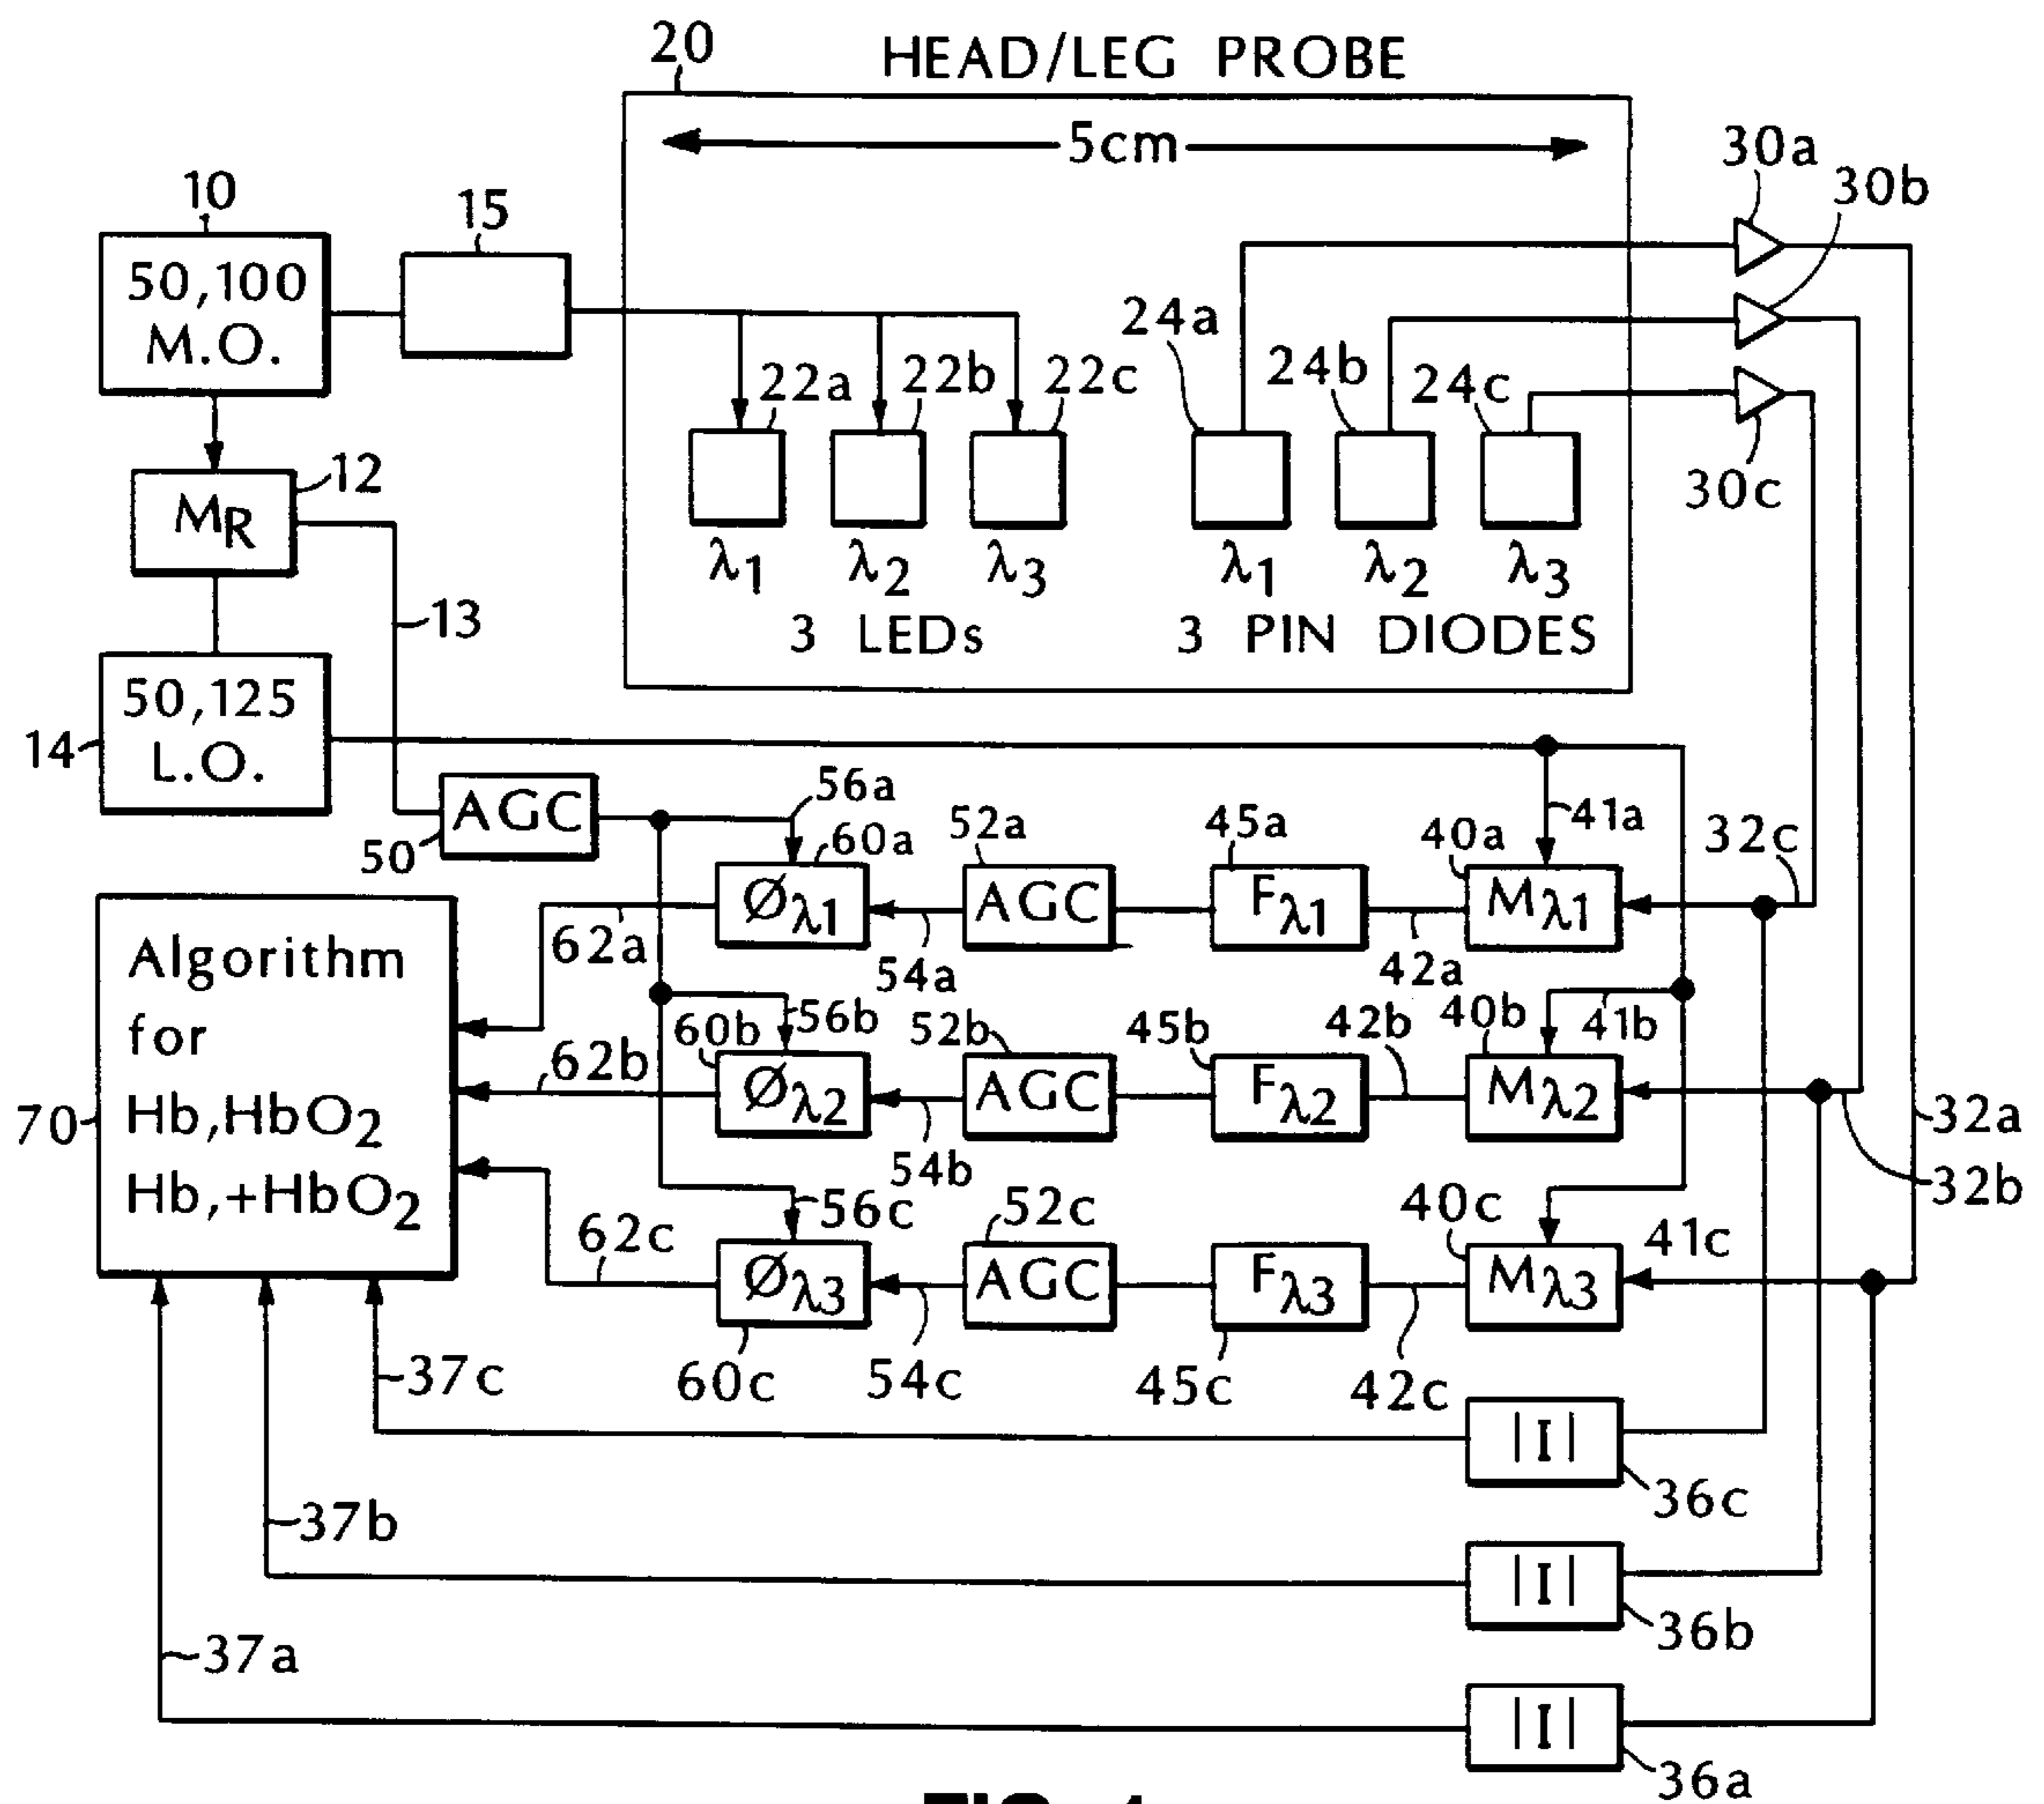 20
HEAD/LEG PROBE
5cm
30a
30b
10
15
50,100
M.O.
24a
24b
24c
22a
22b
22c
30c
12
MR
λ1
λ2
λ3
λ1
λ2
λ3
13
3 LEDs
3 PIN DIODES
50,125
L.O.
14
AGC
50
56a
60a
52a
45a
40a
41a
32c
Øλ1
AGC
Fλ1
Mλ1
62a
54a
42a
Algorithm
for
Hb,HbO2
Hb,+HbO2
70
60b
56b
52b
45b
42b
40b
41b
62b
Øλ2
AGC
Fλ2
Mλ2
32a
54b
32b
56c
52c
40c
41c
62c
Øλ3
AGC
Fλ3
Mλ3
60c
54c
45c
42c
37c
|I|
36c
37b
|I|
36b
37a
|I|
36a